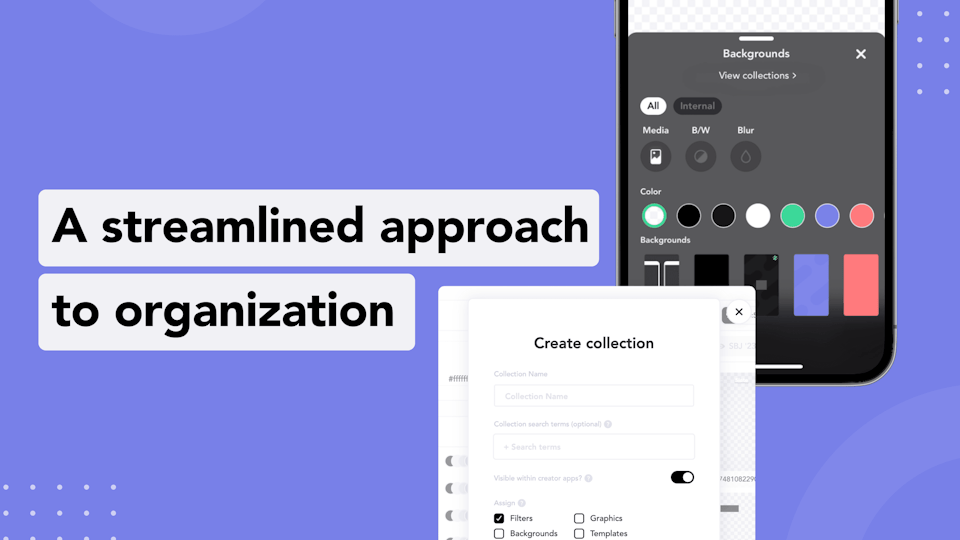 A streamlined approach
to organization
Backgrounds
View collections >
All
Internal
Media
B/W
Blur
Color
Backgrounds
Create collection
Collection Name
Collection Name
Collection search terms (optional) ?
+ Search terms
Visible within creator apps? ?
Assign ?
Filters
Graphics
Backgrounds
Templates